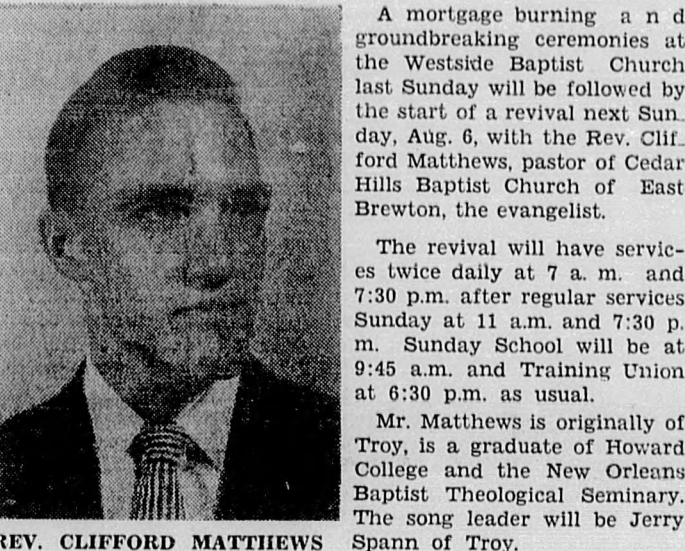 A mortgage burning a n d
groundbreaking ceremonies at
the Westside Baptist Church
last Sunday will be followed by
the start of a revival next Sun-
day, Aug. 6, with the Rev. Clif-
ford Matthews, pastor of Cedar
Hills Baptist Church of East
Brewton, the evangelist.
The revival will have servic-
es twice daily at 7 a. m. and
7:30 p.m. after regular services
Sunday at 11 a.m. and 7:30 p.
m. Sunday School will be at
9:45 a.m. and Training Union
at 6:30 p.m. as usual.
Mr. Matthews is originally of
Troy, is a graduate of Howard
College and the New Orleans
Baptist Theological Seminary.
The song leader will be Jerry
Spann of Troy.
REV. CLIFFORD MATTHEWS